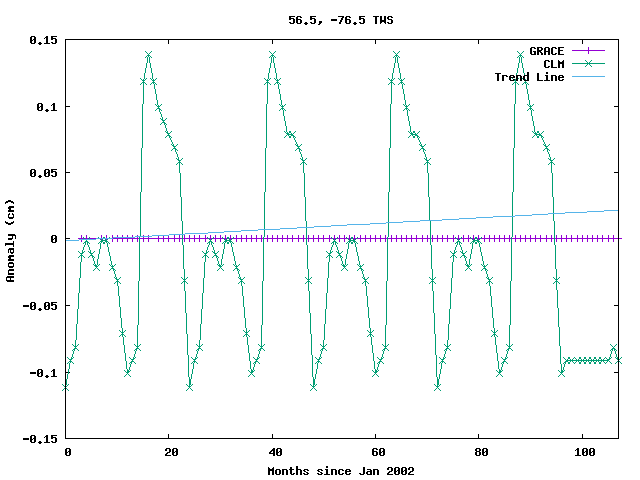 56.5, -76.5 TWS
GRACE
CLM
Trend Line
0.15
0.1
0.05
0
-0.05
-0.1
-0.15
Anomaly (cm)
0 20 40 60 80 100
Months since Jan 2002